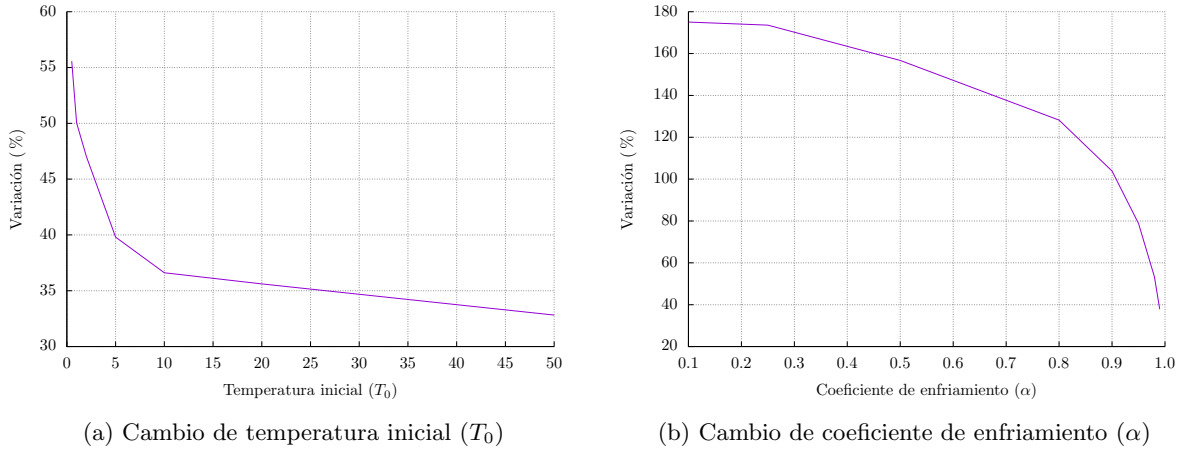 60
55
50
45
40
35
30
0 5 10 15 20 25 30 35 40 45 50
Variación (%)
Temperatura inicial (T₀)
(a) Cambio de temperatura inicial (T₀)
180
160
140
120
100
80
60
40
20
0.1 0.2 0.3 0.4 0.5 0.6 0.7 0.8 0.9 1.0
Variación (%)
Coeficiente de enfriamiento (α)
(b) Cambio de coeficiente de enfriamiento (α)